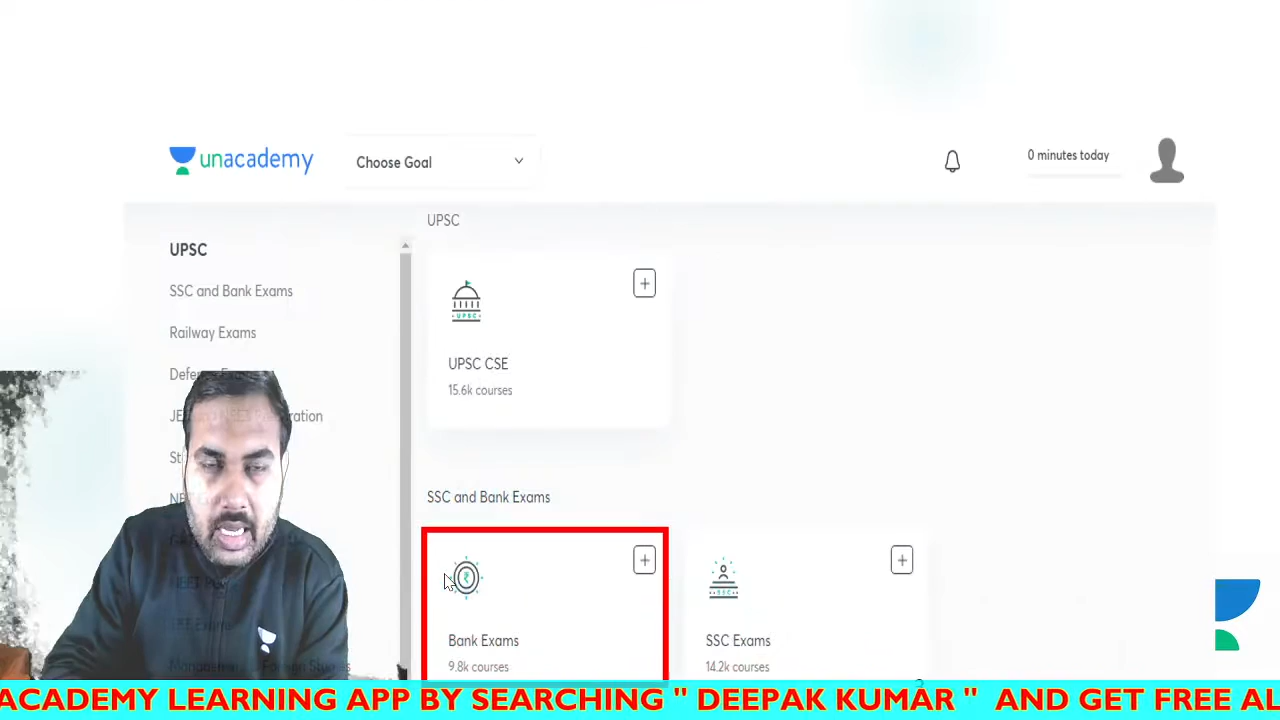 unacademy
Choose Goal
0 minutes today
UPSC
SSC and Bank Exams
Railway Exams
UPSC
UPSC
UPSC CSE
15.6k courses
SSC and Bank Exams
Bank Exams
9.8k courses
SSC
SSC Exams
14.2k courses
ACADEMY LEARNING APP BY SEARCHING " DEEPAK KUMAR " AND GET FREE AL